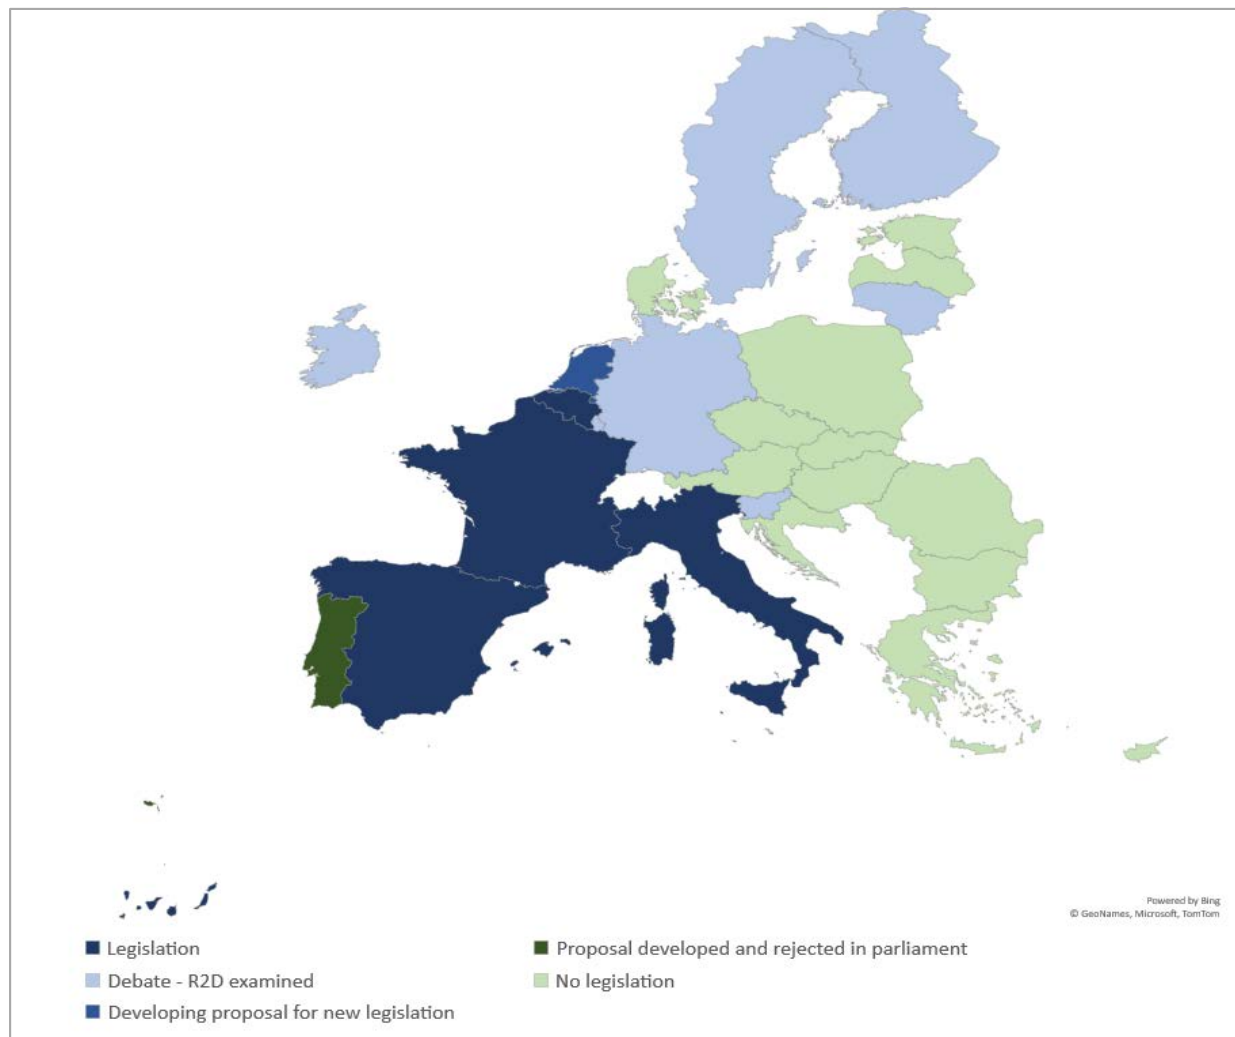 Powered by Bing
© GeoNames, Microsoft, TomTom
Legislation
Proposal developed and rejected in parliament
Debate - R2D examined
No legislation
Developing proposal for new legislation